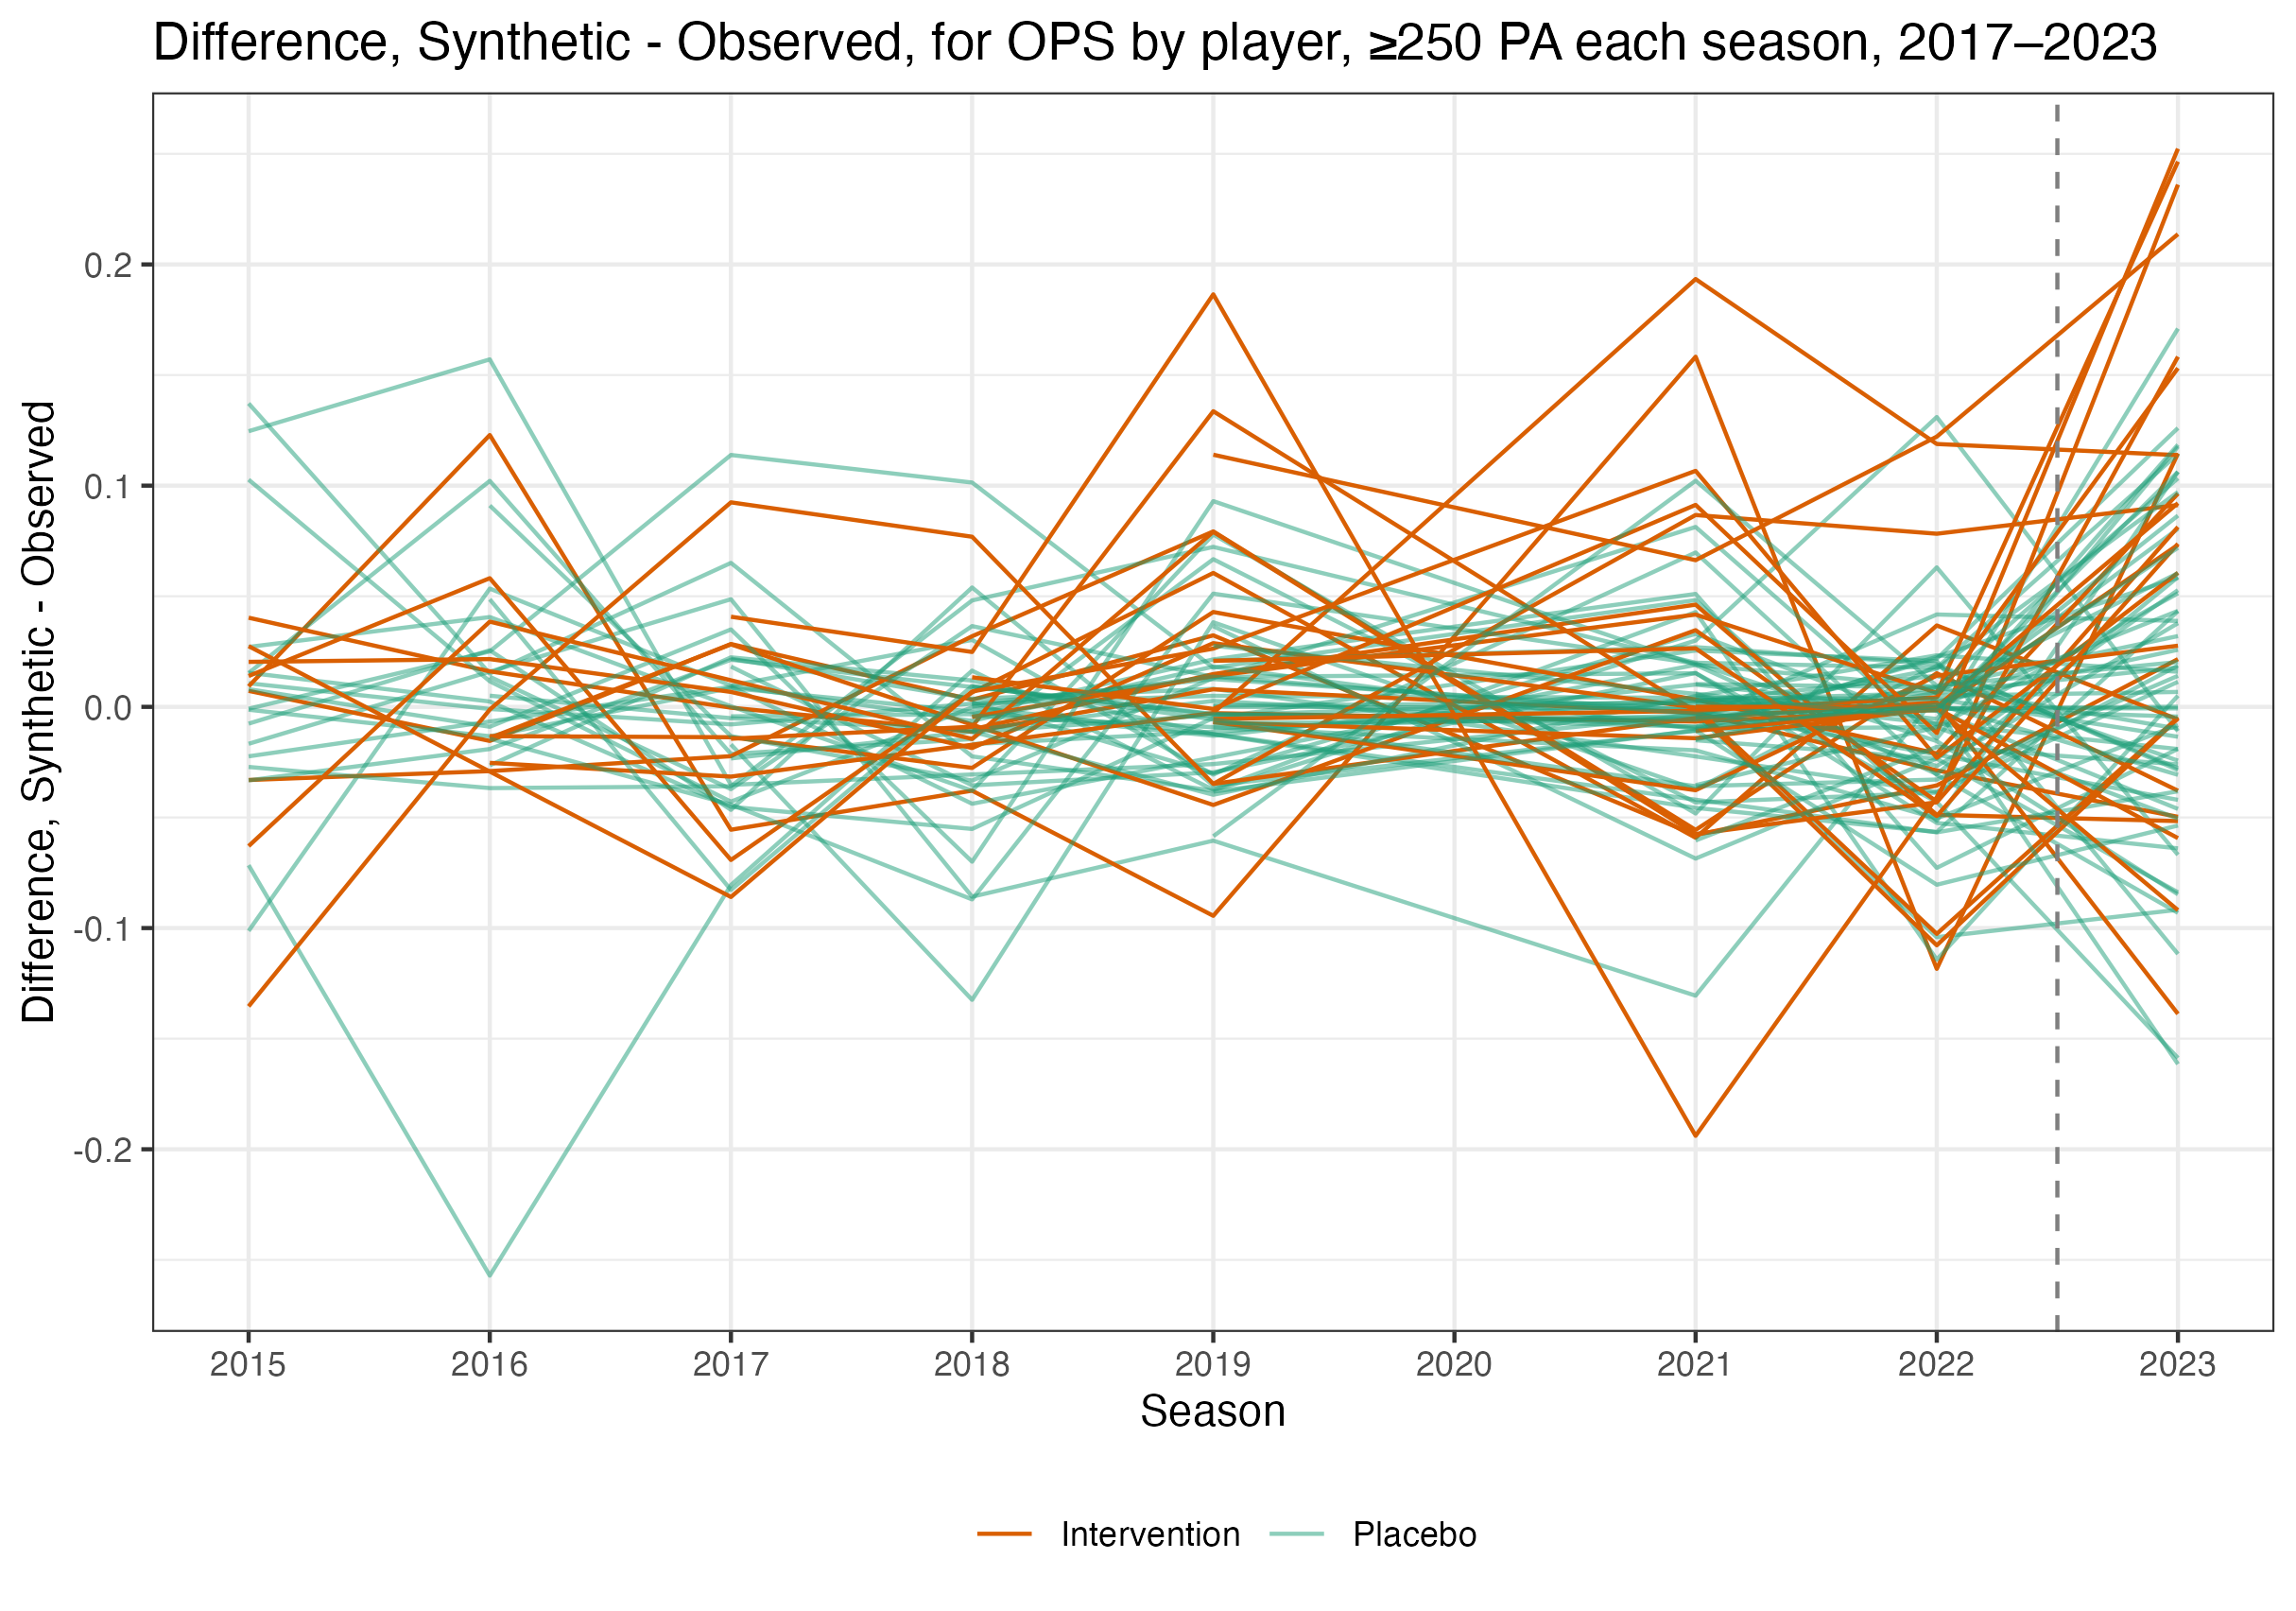 Difference, Synthetic - Observed, for OPS by player, ≥250 PA each season, 2017–2023
Difference, Synthetic - Observed
0.2
0.1
0.0
-0.1
-0.2
2015 2016 2017 2018 2019 2020 2021 2022 2023
Season
Intervention Placebo